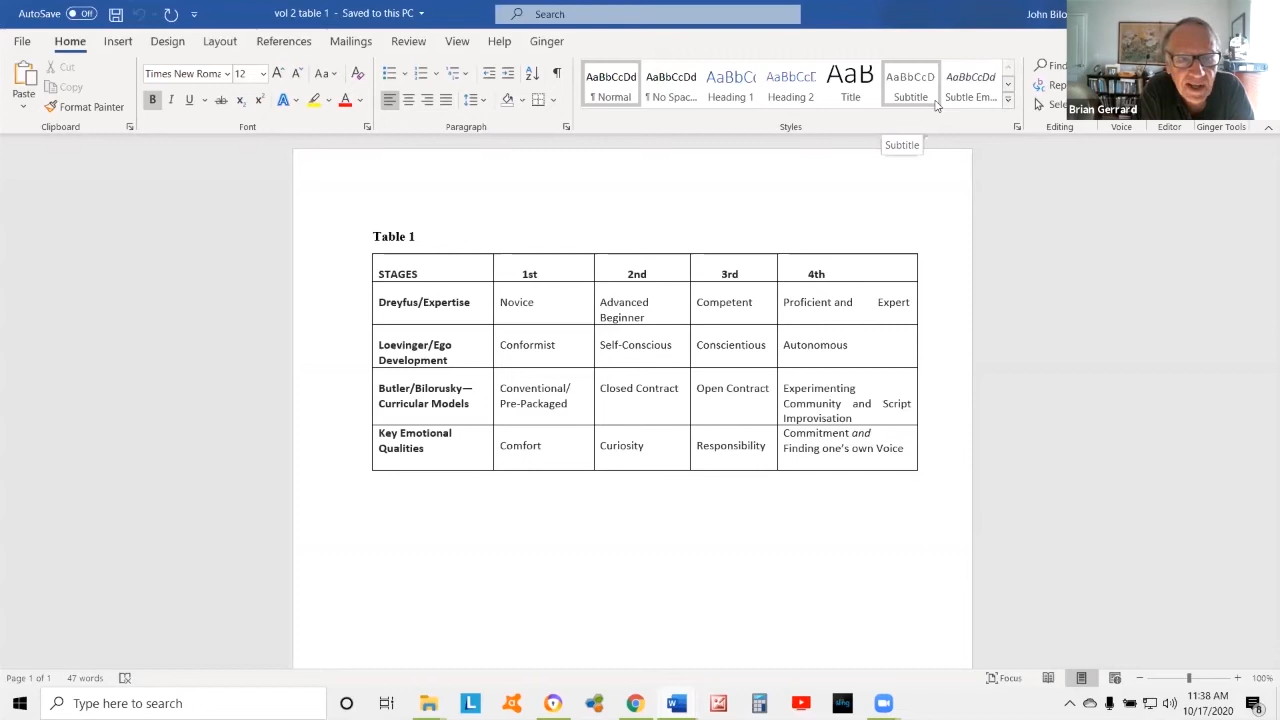 AutoSave Off vol 2 table 1 - Saved to this PC Search
File Home Insert Design Layout References Mailings Review View Help Ginger
Paste Cut Copy Format Painter
Times New Roma 12 Aa
B I U ab x₂ x² A A
AaBbCcDd AaBbCcDd AaBbC AaBbCcD AaB AaBbCcD AaBbCcDd
¶ Normal ¶ No Spac... Heading 1 Heading 2 Title Subtitle Subtle Em...
Brian Gerrard
Clipboard Font Paragraph Styles Editing Voice Editor Ginger Tools
Subtitle
Table 1
STAGES 1st 2nd 3rd 4th
Dreyfus/Expertise Novice Advanced Competent Proficient and Expert
Beginner
Loevinger/Ego Conformist Self-Conscious Conscientious Autonomous
Development
Butler/Bilorusky— Conventional/ Closed Contract Open Contract Experimenting
Curricular Models Pre-Packaged Community and Script
Improvisation
Key Emotional Commitment and
Qualities Comfort Curiosity Responsibility Finding one's own Voice
Page 1 of 1 47 words Focus 100%
Type here to search
11:38 AM
10/17/2020